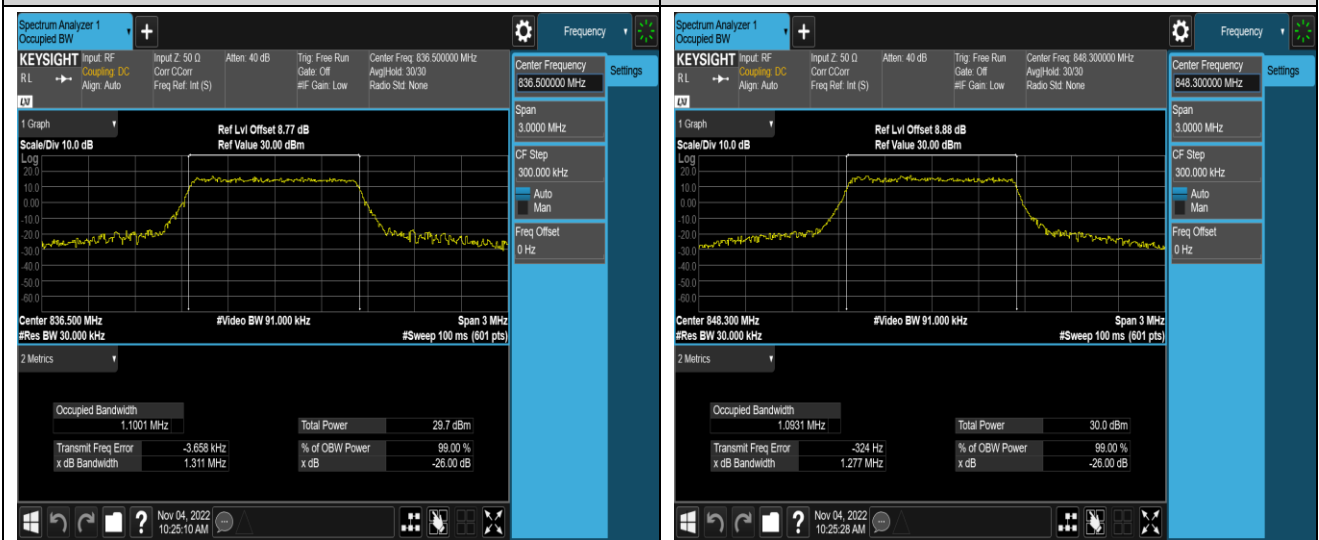 Spectrum Analyzer 1
Occupied BW
+
Frequency
KEYSIGHT
R L
LXI
Input: RF
Coupling: DC
Align: Auto
Input Z: 50 Ω
Corr CCorr
Freq Ref: Int (S)
Atten: 40 dB
Trig: Free Run
Gate: Off
#IF Gain: Low
Center Freq: 836.500000 MHz
Avg|Hold: 30/30
Radio Std: None
Center Frequency
836.500000 MHz
Settings
Span
3.0000 MHz
CF Step
300.000 kHz
Auto
Man
Freq Offset
0 Hz
1 Graph
Scale/Div 10.0 dB
Ref Lvl Offset 8.77 dB
Ref Value 30.00 dBm
Log
20.0
10.0
0.00
-10.0
-20.0
-30.0
-40.0
-50.0
-60.0
Center 836.500 MHz
#Res BW 30.000 kHz
#Video BW 91.000 kHz
Span 3 MHz
#Sweep 100 ms (601 pts)
2 Metrics
Occupied Bandwidth
1.1001 MHz
Total Power 29.7 dBm
Transmit Freq Error -3.658 kHz
% of OBW Power 99.00 %
x dB Bandwidth 1.311 MHz
x dB -26.00 dB
?
Nov 04, 2022
10:25:10 AM
Spectrum Analyzer 1
Occupied BW
+
Frequency
KEYSIGHT
R L
LXI
Input: RF
Coupling: DC
Align: Auto
Input Z: 50 Ω
Corr CCorr
Freq Ref: Int (S)
Atten: 40 dB
Trig: Free Run
Gate: Off
#IF Gain: Low
Center Freq: 848.300000 MHz
Avg|Hold: 30/30
Radio Std: None
Center Frequency
848.300000 MHz
Settings
Span
3.0000 MHz
CF Step
300.000 kHz
Auto
Man
Freq Offset
0 Hz
1 Graph
Scale/Div 10.0 dB
Ref Lvl Offset 8.88 dB
Ref Value 30.00 dBm
Log
20.0
10.0
0.00
-10.0
-20.0
-30.0
-40.0
-50.0
-60.0
Center 848.300 MHz
#Res BW 30.000 kHz
#Video BW 91.000 kHz
Span 3 MHz
#Sweep 100 ms (601 pts)
2 Metrics
Occupied Bandwidth
1.0931 MHz
Total Power 30.0 dBm
Transmit Freq Error -324 Hz
% of OBW Power 99.00 %
x dB Bandwidth 1.277 MHz
x dB -26.00 dB
?
Nov 04, 2022
10:25:28 AM